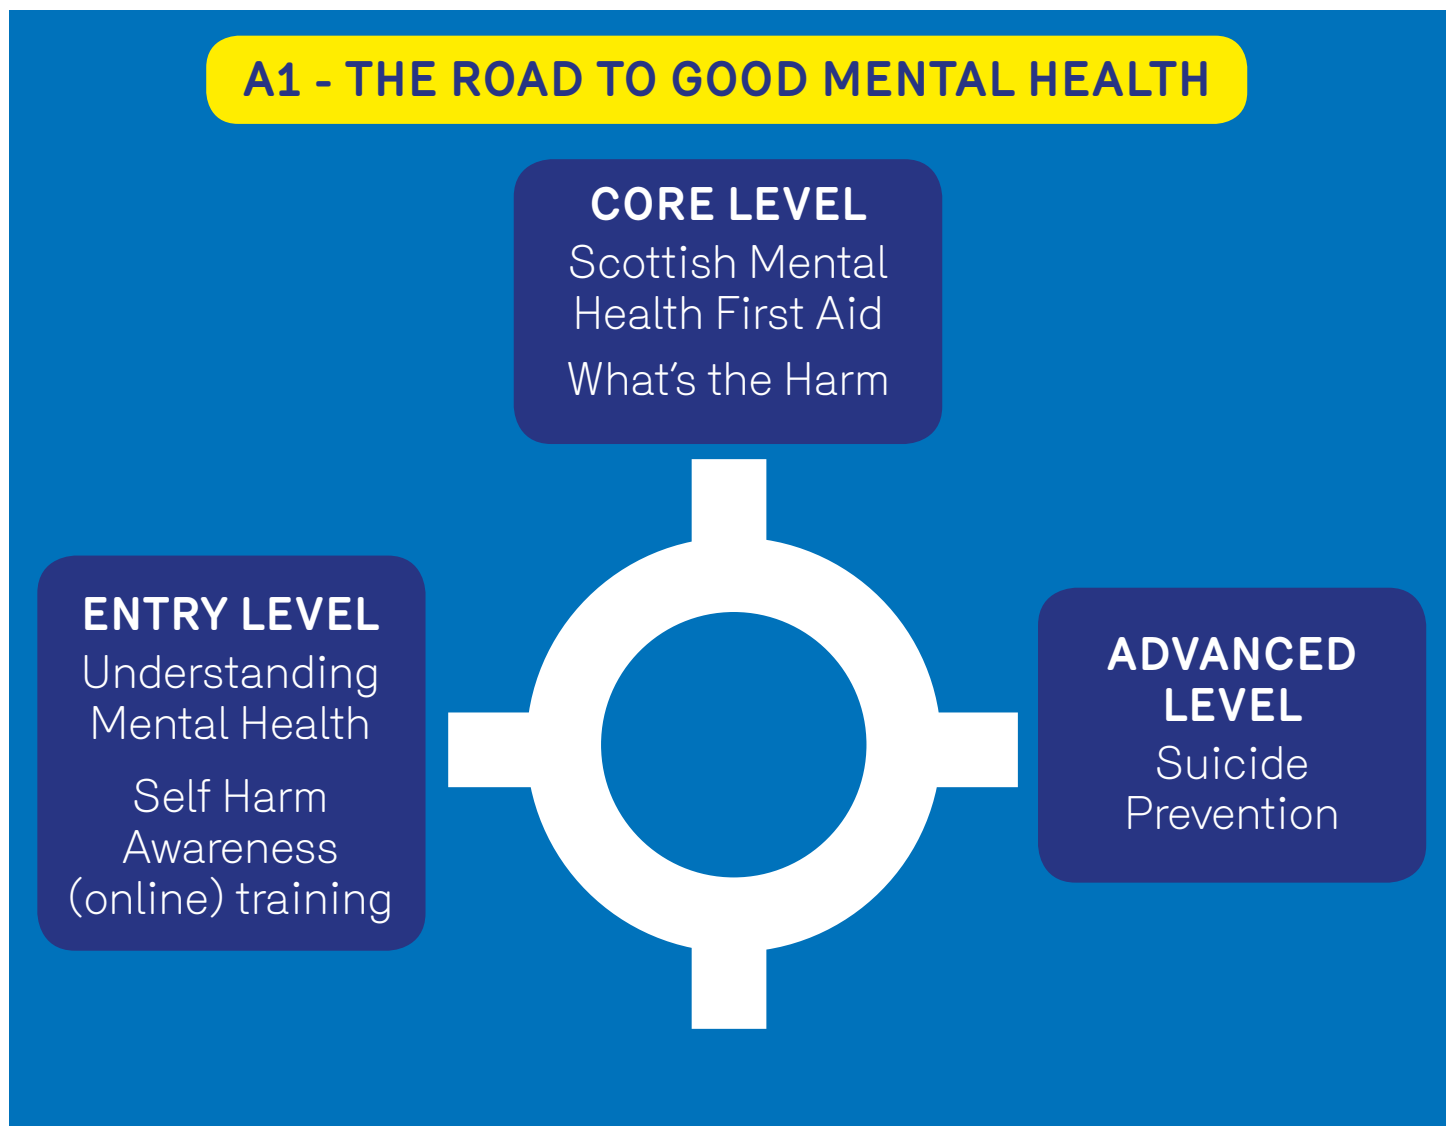 A1 - THE ROAD TO GOOD MENTAL HEALTH
CORE LEVEL
Scottish Mental
Health First Aid
What's the Harm
ENTRY LEVEL
Understanding
Mental Health
Self Harm
Awareness
(online) training
ADVANCED
LEVEL
Suicide
Prevention